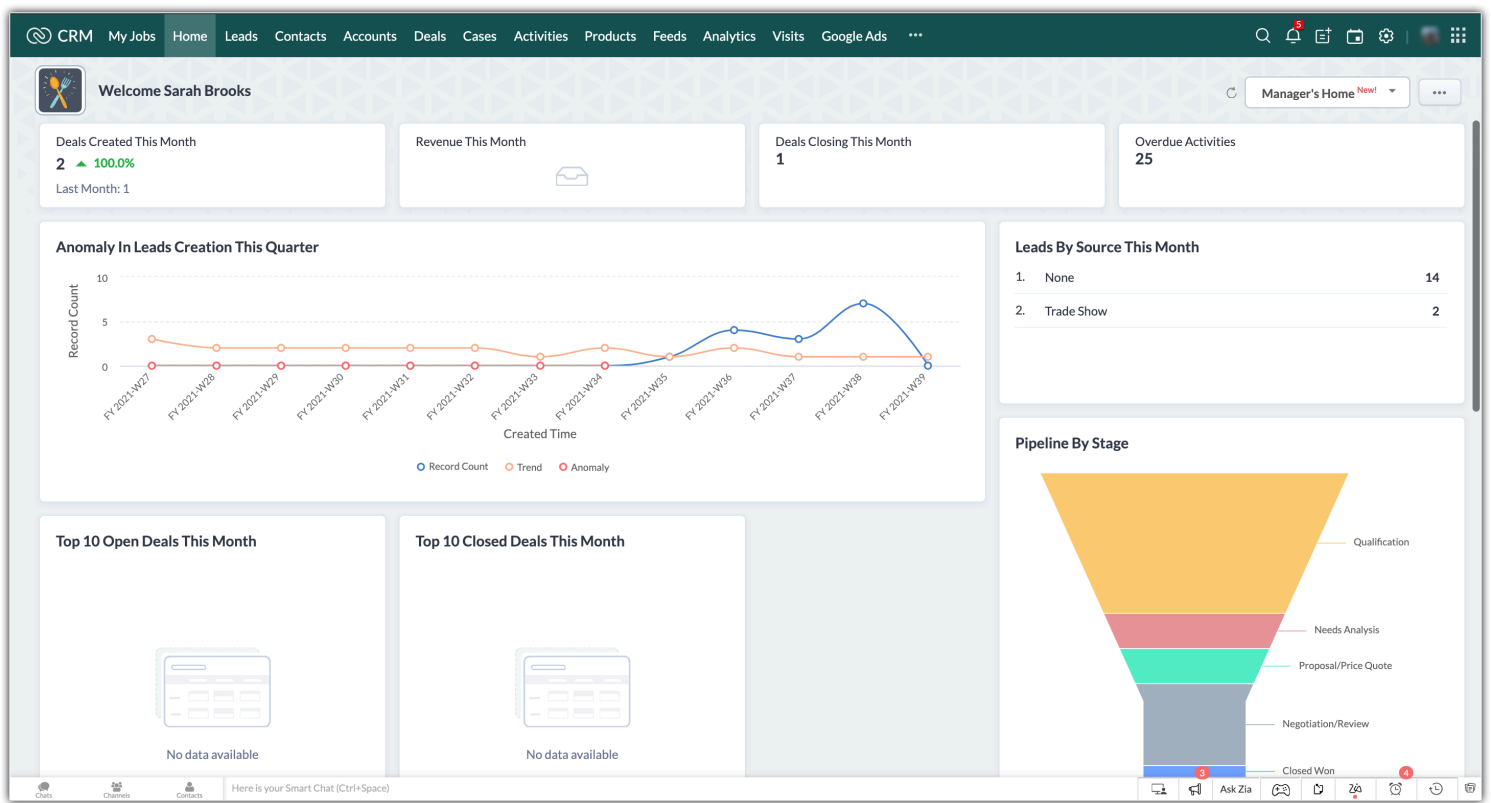 CRM My Jobs Home Leads Contacts Accounts Deals Cases Activities Products Feeds Analytics Visits Google Ads ••• 5
Welcome Sarah Brooks
Manager's Home New!
Deals Created This Month
2 100.0%
Last Month: 1
Revenue This Month
Deals Closing This Month
1
Overdue Activities
25
Anomaly In Leads Creation This Quarter
Record Count
10
5
0
FY 2021-W27 FY 2021-W28 FY 2021-W29 FY 2021-W30 FY 2021-W31 FY 2021-W32 FY 2021-W33 FY 2021-W34 FY 2021-W35 FY 2021-W36 FY 2021-W37 FY 2021-W38 FY 2021-W39
Created Time
Record Count Trend Anomaly
Leads By Source This Month
1. None 14
2. Trade Show 2
Pipeline By Stage
Qualification
Needs Analysis
Proposal/Price Quote
Negotiation/Review
Closed Won
Top 10 Open Deals This Month
No data available
Top 10 Closed Deals This Month
No data available
Chats Channels Contacts Here is your Smart Chat (Ctrl+Space) 3 Ask Zia 4